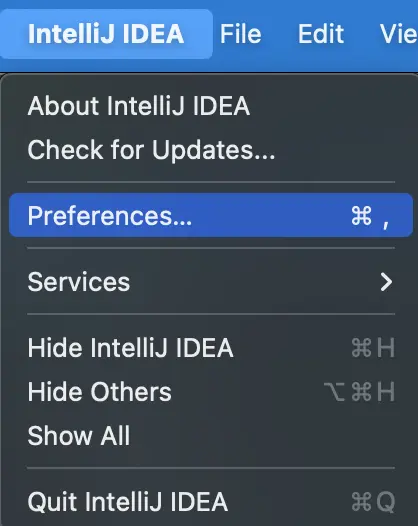 IntelliJ IDEA File Edit
About IntelliJ IDEA
Check for Updates...
Preferences... ⌘ ,
Services
Hide IntelliJ IDEA ⌘H
Hide Others ⌥⌘H
Show All
Quit IntelliJ IDEA ⌘Q